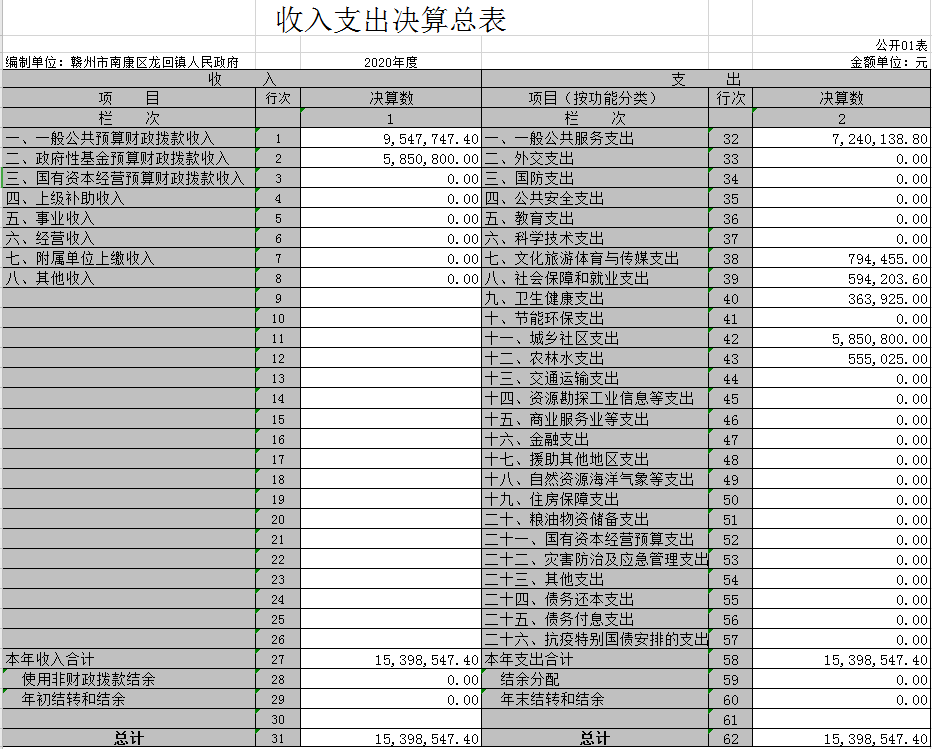 收入支出决算总表
公开01表
编制单位：赣州市南康区龙回镇人民政府 2020年度 金额单位：元
收 入 支 出
项 目 行次 决算数 项目（按功能分类） 行次 决算数
栏 次 1 栏 次 2
一、一般公共预算财政拨款收入 1 9,547,747.40 一、一般公共服务支出 32 7,240,138.80
二、政府性基金预算财政拨款收入 2 5,850,800.00 二、外交支出 33 0.00
三、国有资本经营预算财政拨款收入 3 0.00 三、国防支出 34 0.00
四、上级补助收入 4 0.00 四、公共安全支出 35 0.00
五、事业收入 5 0.00 五、教育支出 36 0.00
六、经营收入 6 0.00 六、科学技术支出 37 0.00
七、附属单位上缴收入 7 0.00 七、文化旅游体育与传媒支出 38 794,455.00
八、其他收入 8 0.00 八、社会保障和就业支出 39 594,203.60
9 九、卫生健康支出 40 363,925.00
10 十、节能环保支出 41 0.00
11 十一、城乡社区支出 42 5,850,800.00
12 十二、农林水支出 43 555,025.00
13 十三、交通运输支出 44 0.00
14 十四、资源勘探工业信息等支出 45 0.00
15 十五、商业服务业等支出 46 0.00
16 十六、金融支出 47 0.00
17 十七、援助其他地区支出 48 0.00
18 十八、自然资源海洋气象等支出 49 0.00
19 十九、住房保障支出 50 0.00
20 二十、粮油物资储备支出 51 0.00
21 二十一、国有资本经营预算支出 52 0.00
22 二十二、灾害防治及应急管理支出 53 0.00
23 二十三、其他支出 54 0.00
24 二十四、债务还本支出 55 0.00
25 二十五、债务付息支出 56 0.00
26 二十六、抗疫特别国债安排的支出 57 0.00
本年收入合计 27 15,398,547.40 本年支出合计 58 15,398,547.40
使用非财政拨款结余 28 0.00 结余分配 59 0.00
年初结转和结余 29 0.00 年末结转和结余 60 0.00
30 61
总计 31 15,398,547.40 总计 62 15,398,547.40